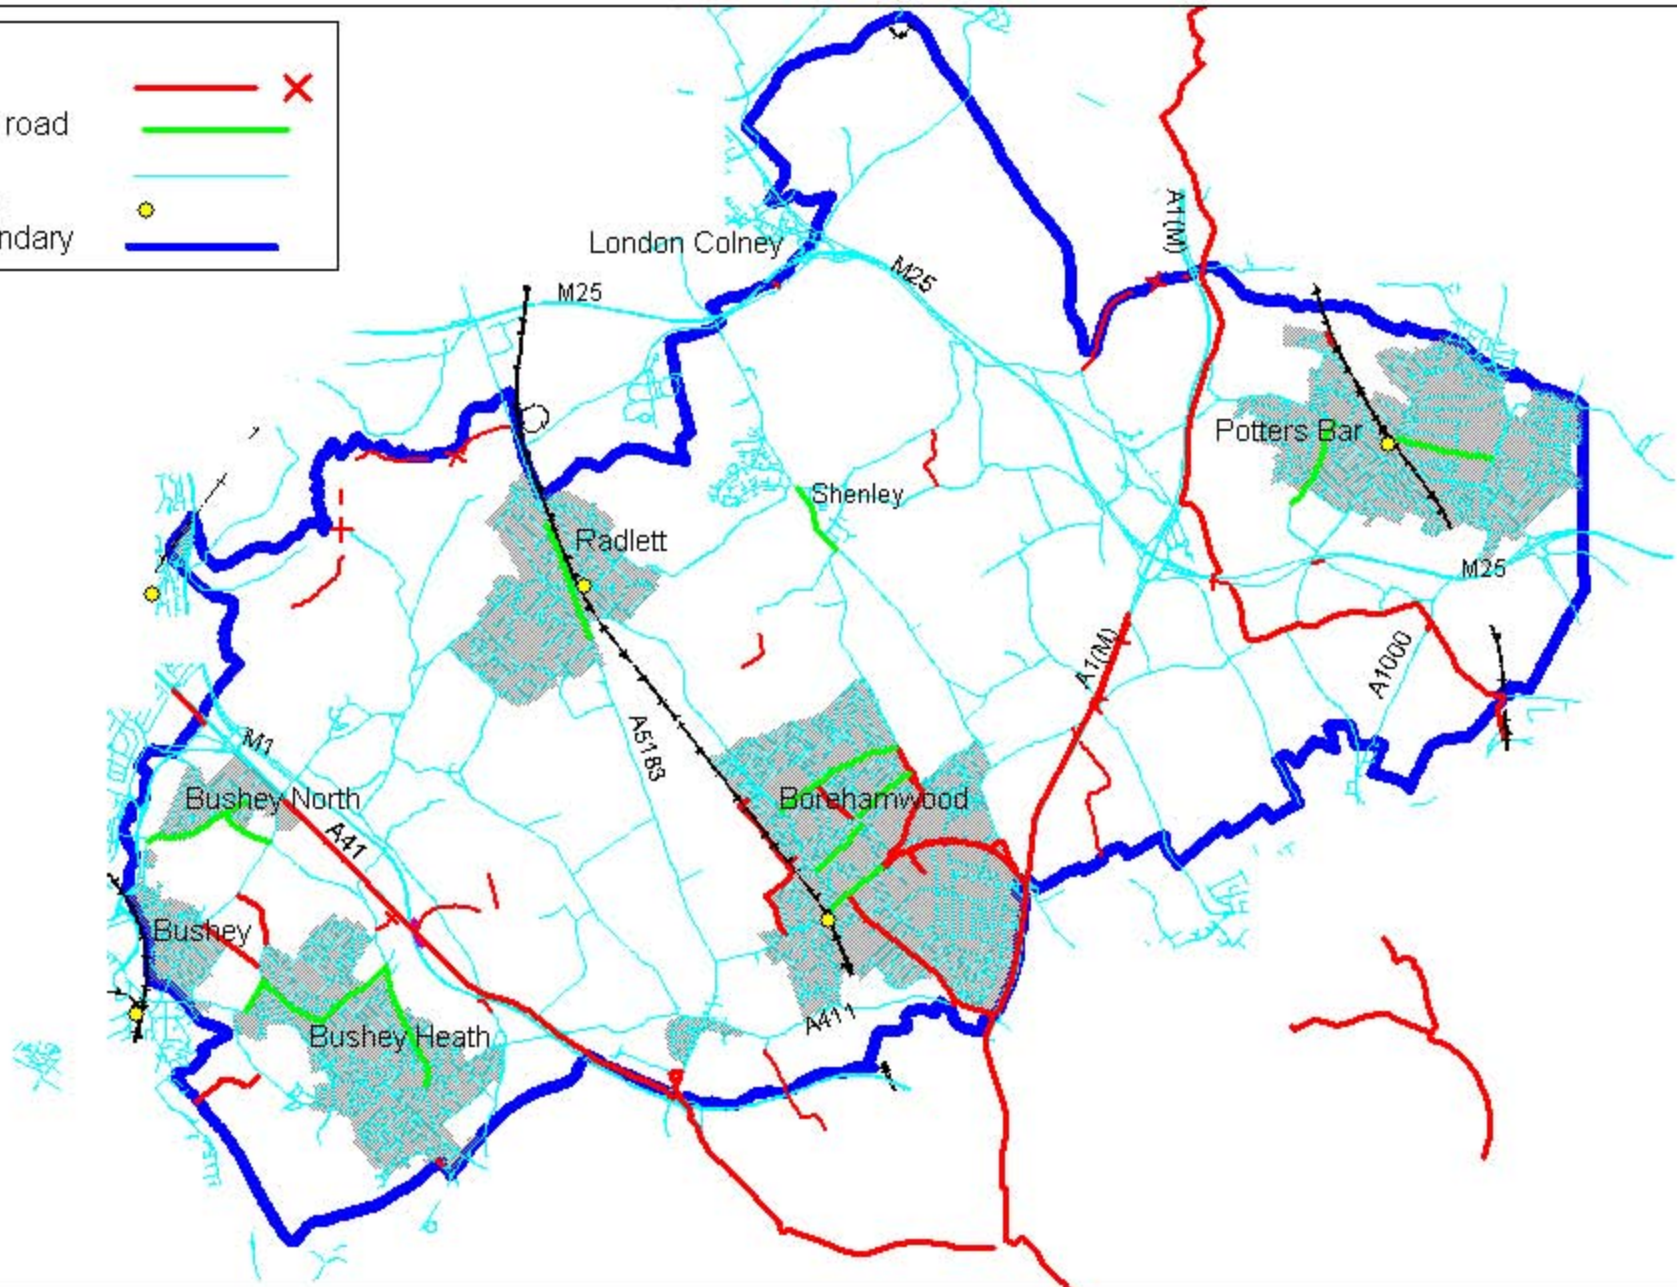 road
ndary
London Colney
M25
M25
A1(M)
Potters Bar
Shenley
Radlett
M25
A1(M)
A1000
A5183
M1
Bushey North
A41
Borehamwood
Bushey
Bushey Heath
A411